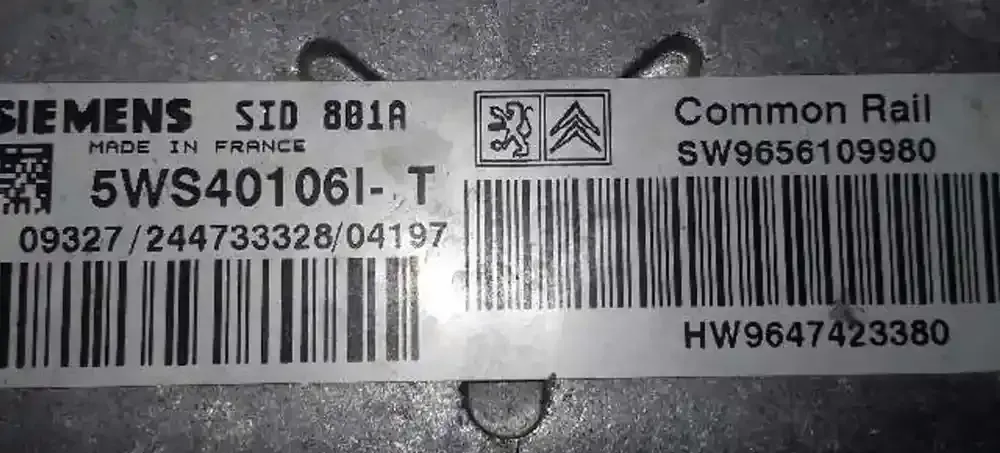 SIEMENS SID 801A
MADE IN FRANCE
5WS40106I- T
09327/244733328/04197
Common Rail
SW9656109980
HW9647423380